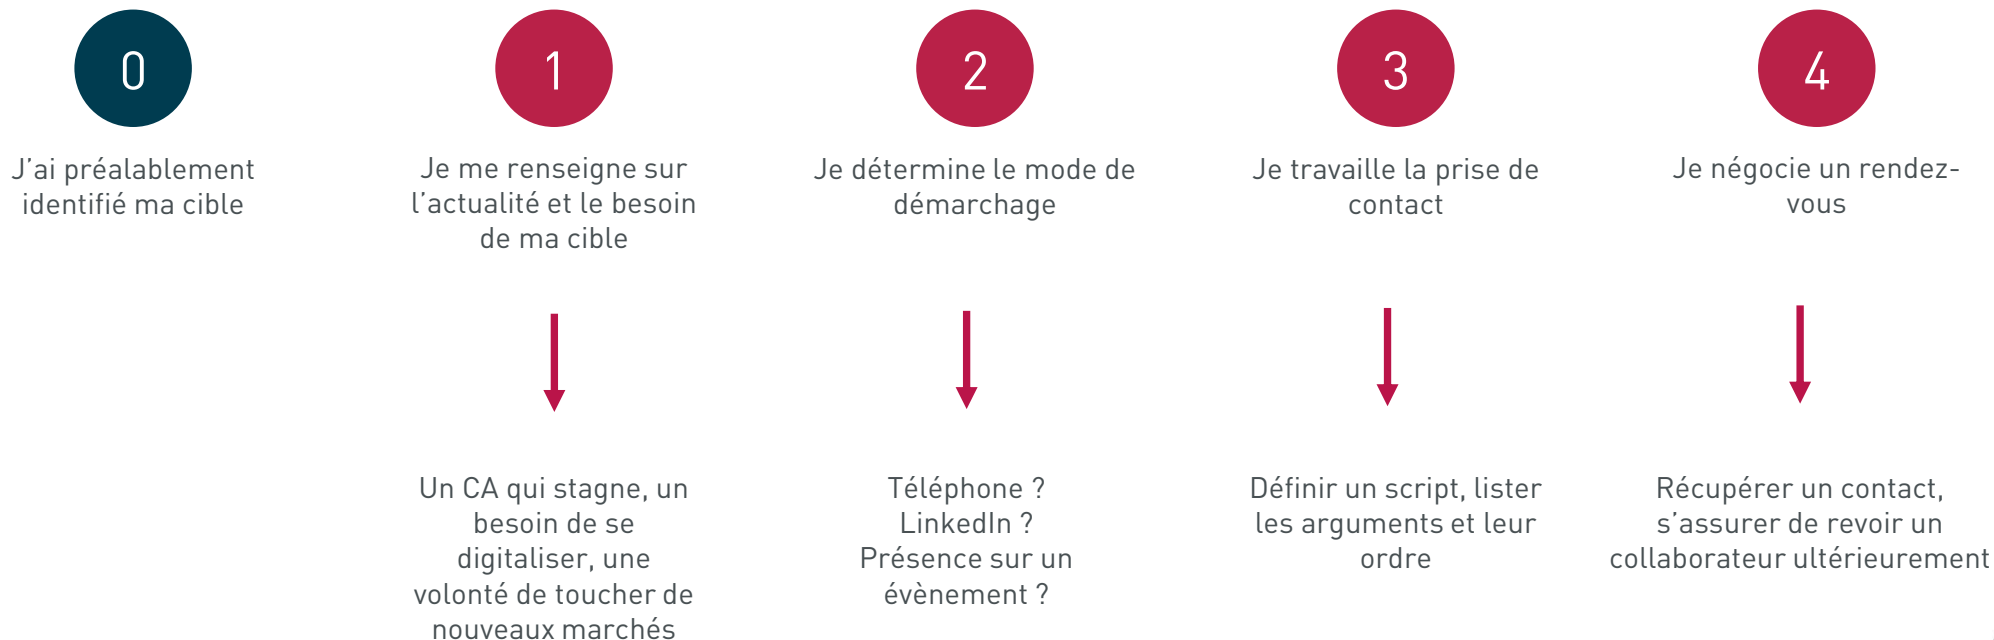 0
J’ai préalablement
identifié ma cible
1
Je me renseigne sur
l’actualité et le besoin
de ma cible
Un CA qui stagne, un
besoin de se
digitaliser, une
volonté de toucher de
nouveaux marchés
2
Je détermine le mode de
démarchage
Téléphone ?
LinkedIn ?
Présence sur un
évènement ?
3
Je travaille la prise de
contact
Définir un script, lister
les arguments et leur
ordre
4
Je négocie un rendez-
vous
Récupérer un contact,
s’assurer de revoir un
collaborateur ultérieurement